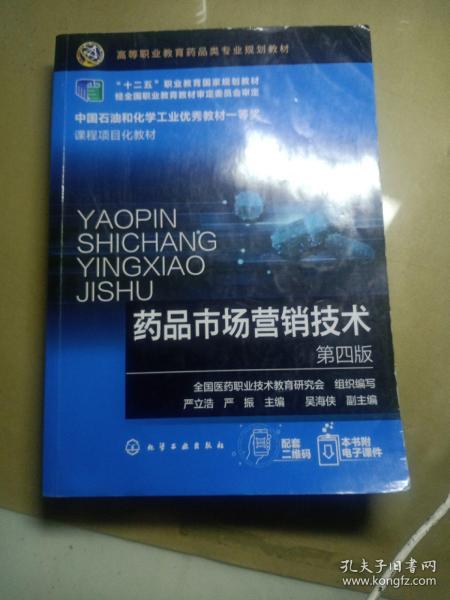 高等职业教育药品类专业规划教材
“十二五”职业教育国家规划教材
经全国职业教育教材审定委员会审定
中国石油和化学工业优秀教材一等奖
课程项目化教材
YAOPIN
SHICHANG
YINGXIAO
JISHU
药品市场营销技术
第四版
全国医药职业技术教育研究会 组织编写
严立浩 严 振 主编 吴海侠 副主编
化学工业出版社
配套
二维码
本书附
电子课件
孔夫子旧书网
www.kongfz.com